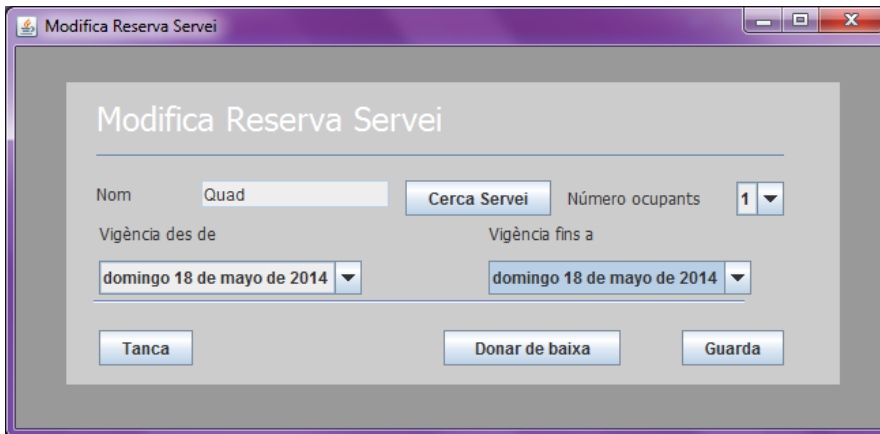 Modifica Reserva Servei
Modifica Reserva Servei
Nom Quad Cerca Servei Número ocupants 1
Vigència des de Vigència fins a
domingo 18 de mayo de 2014 domingo 18 de mayo de 2014
Tanca Donar de baixa Guarda